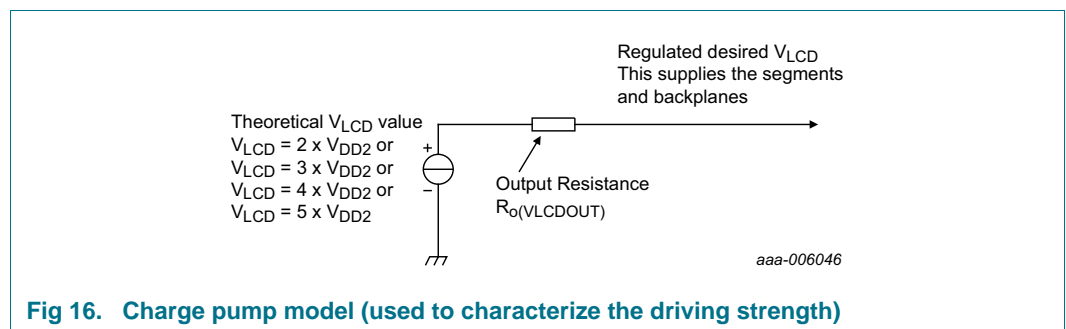 Regulated desired VLCD
This supplies the segments
and backplanes
Theoretical VLCD value
VLCD = 2 x VDD2 or
VLCD = 3 x VDD2 or
VLCD = 4 x VDD2 or
VLCD = 5 x VDD2
+
−
Output Resistance
Ro(VLCDOUT)
aaa-006046
Fig 16. Charge pump model (used to characterize the driving strength)